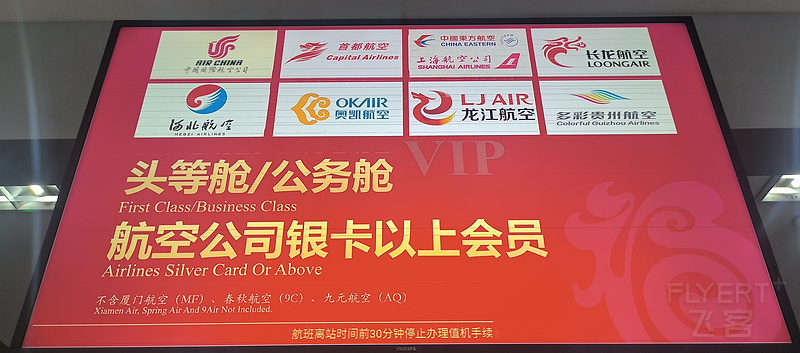 AIR CHINA
中国国际航空公司
首都航空
Capital Airlines
中國東方航空
CHINA EASTERN
上海航空公司
SHANGHAI AIRLINES
长龙航空
LOONGAIR
河北航空
HEBEI AIRLINES
OKAIR
奥凯航空
LJ AIR
龙江航空
多彩贵州航空
Colorful Guizhou Airlines
VIP
头等舱/公务舱
First Class/Business Class
航空公司银卡以上会员
Airlines Silver Card Or Above
不含厦门航空（MF）、春秋航空（9C）、九元航空（AQ）
Xiamen Air, Spring Air And 9Air Not Included.
航班离站时间前30分钟停止办理值机手续
PHILIPS
FLYERT
飞客